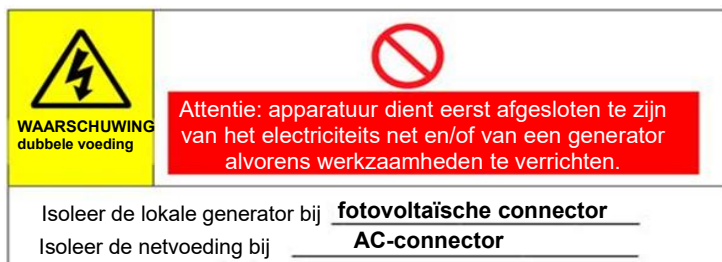 WAARSCHUWING
dubbele voeding
Attentie: apparatuur dient eerst afgesloten te zijn
van het electriciteits net en/of van een generator
alvorens werkzaamheden te verrichten.
Isoleer de lokale generator bij fotovoltaïsche connector
Isoleer de netvoeding bij AC-connector